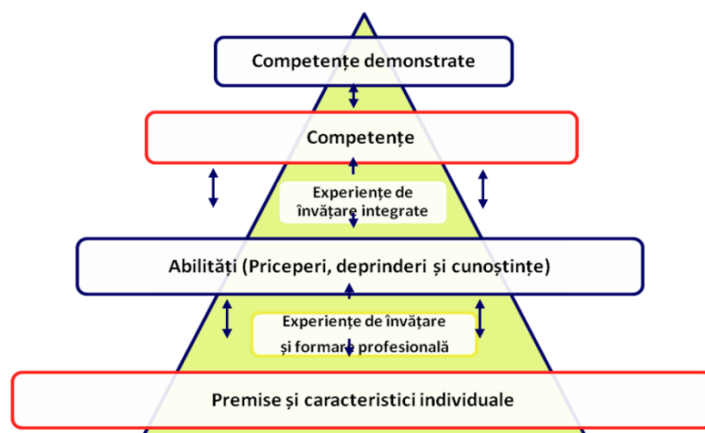 Competențe demonstrate
Competențe
Experiențe de
învățare integrate
Abilități (Priceperi, deprinderi și cunoștințe)
Experiențe de învățare
și formare profesională
Premise și caracteristici individuale